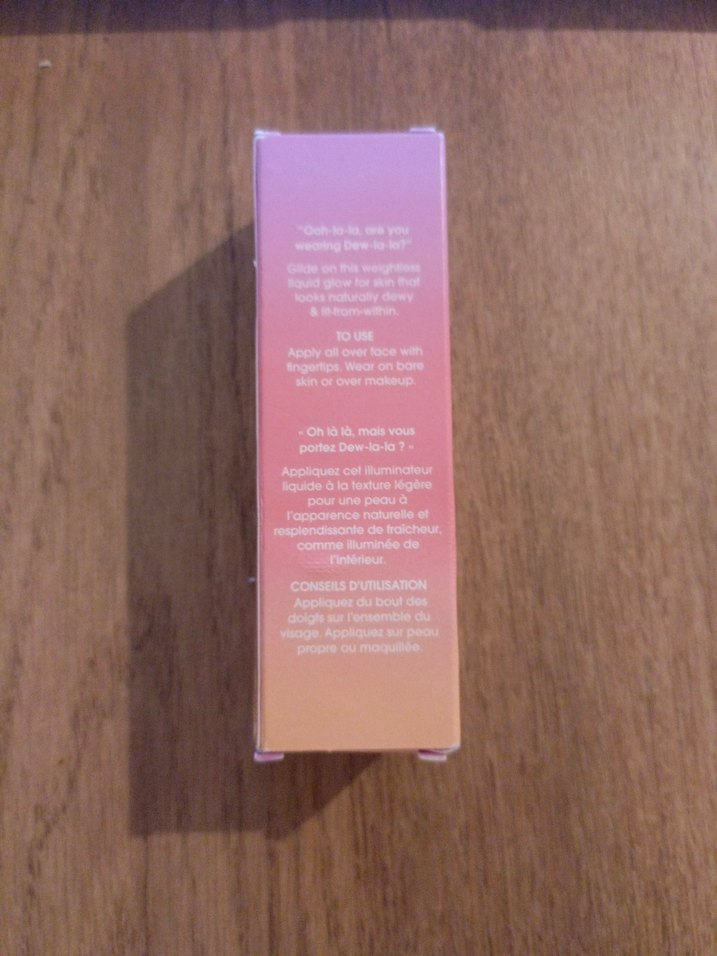 "Ooh-la-la, are you
wearing Dew-la-la?"
Glide on this weightless
liquid glow for skin that
looks naturally dewy
& lit-from-within.
TO USE
Apply all over face with
fingertips. Wear on bare
skin or over makeup.
« Oh là là, mais vous
portez Dew-la-la ? »
Appliquez cet illuminateur
liquide à la texture légère
pour une peau à
l'apparence naturelle et
resplendissante de fraîcheur,
comme illuminée de
l'intérieur.
CONSEILS D'UTILISATION
Appliquez du bout des
doigts sur l'ensemble du
visage. Appliquez sur peau
propre ou maquillée.